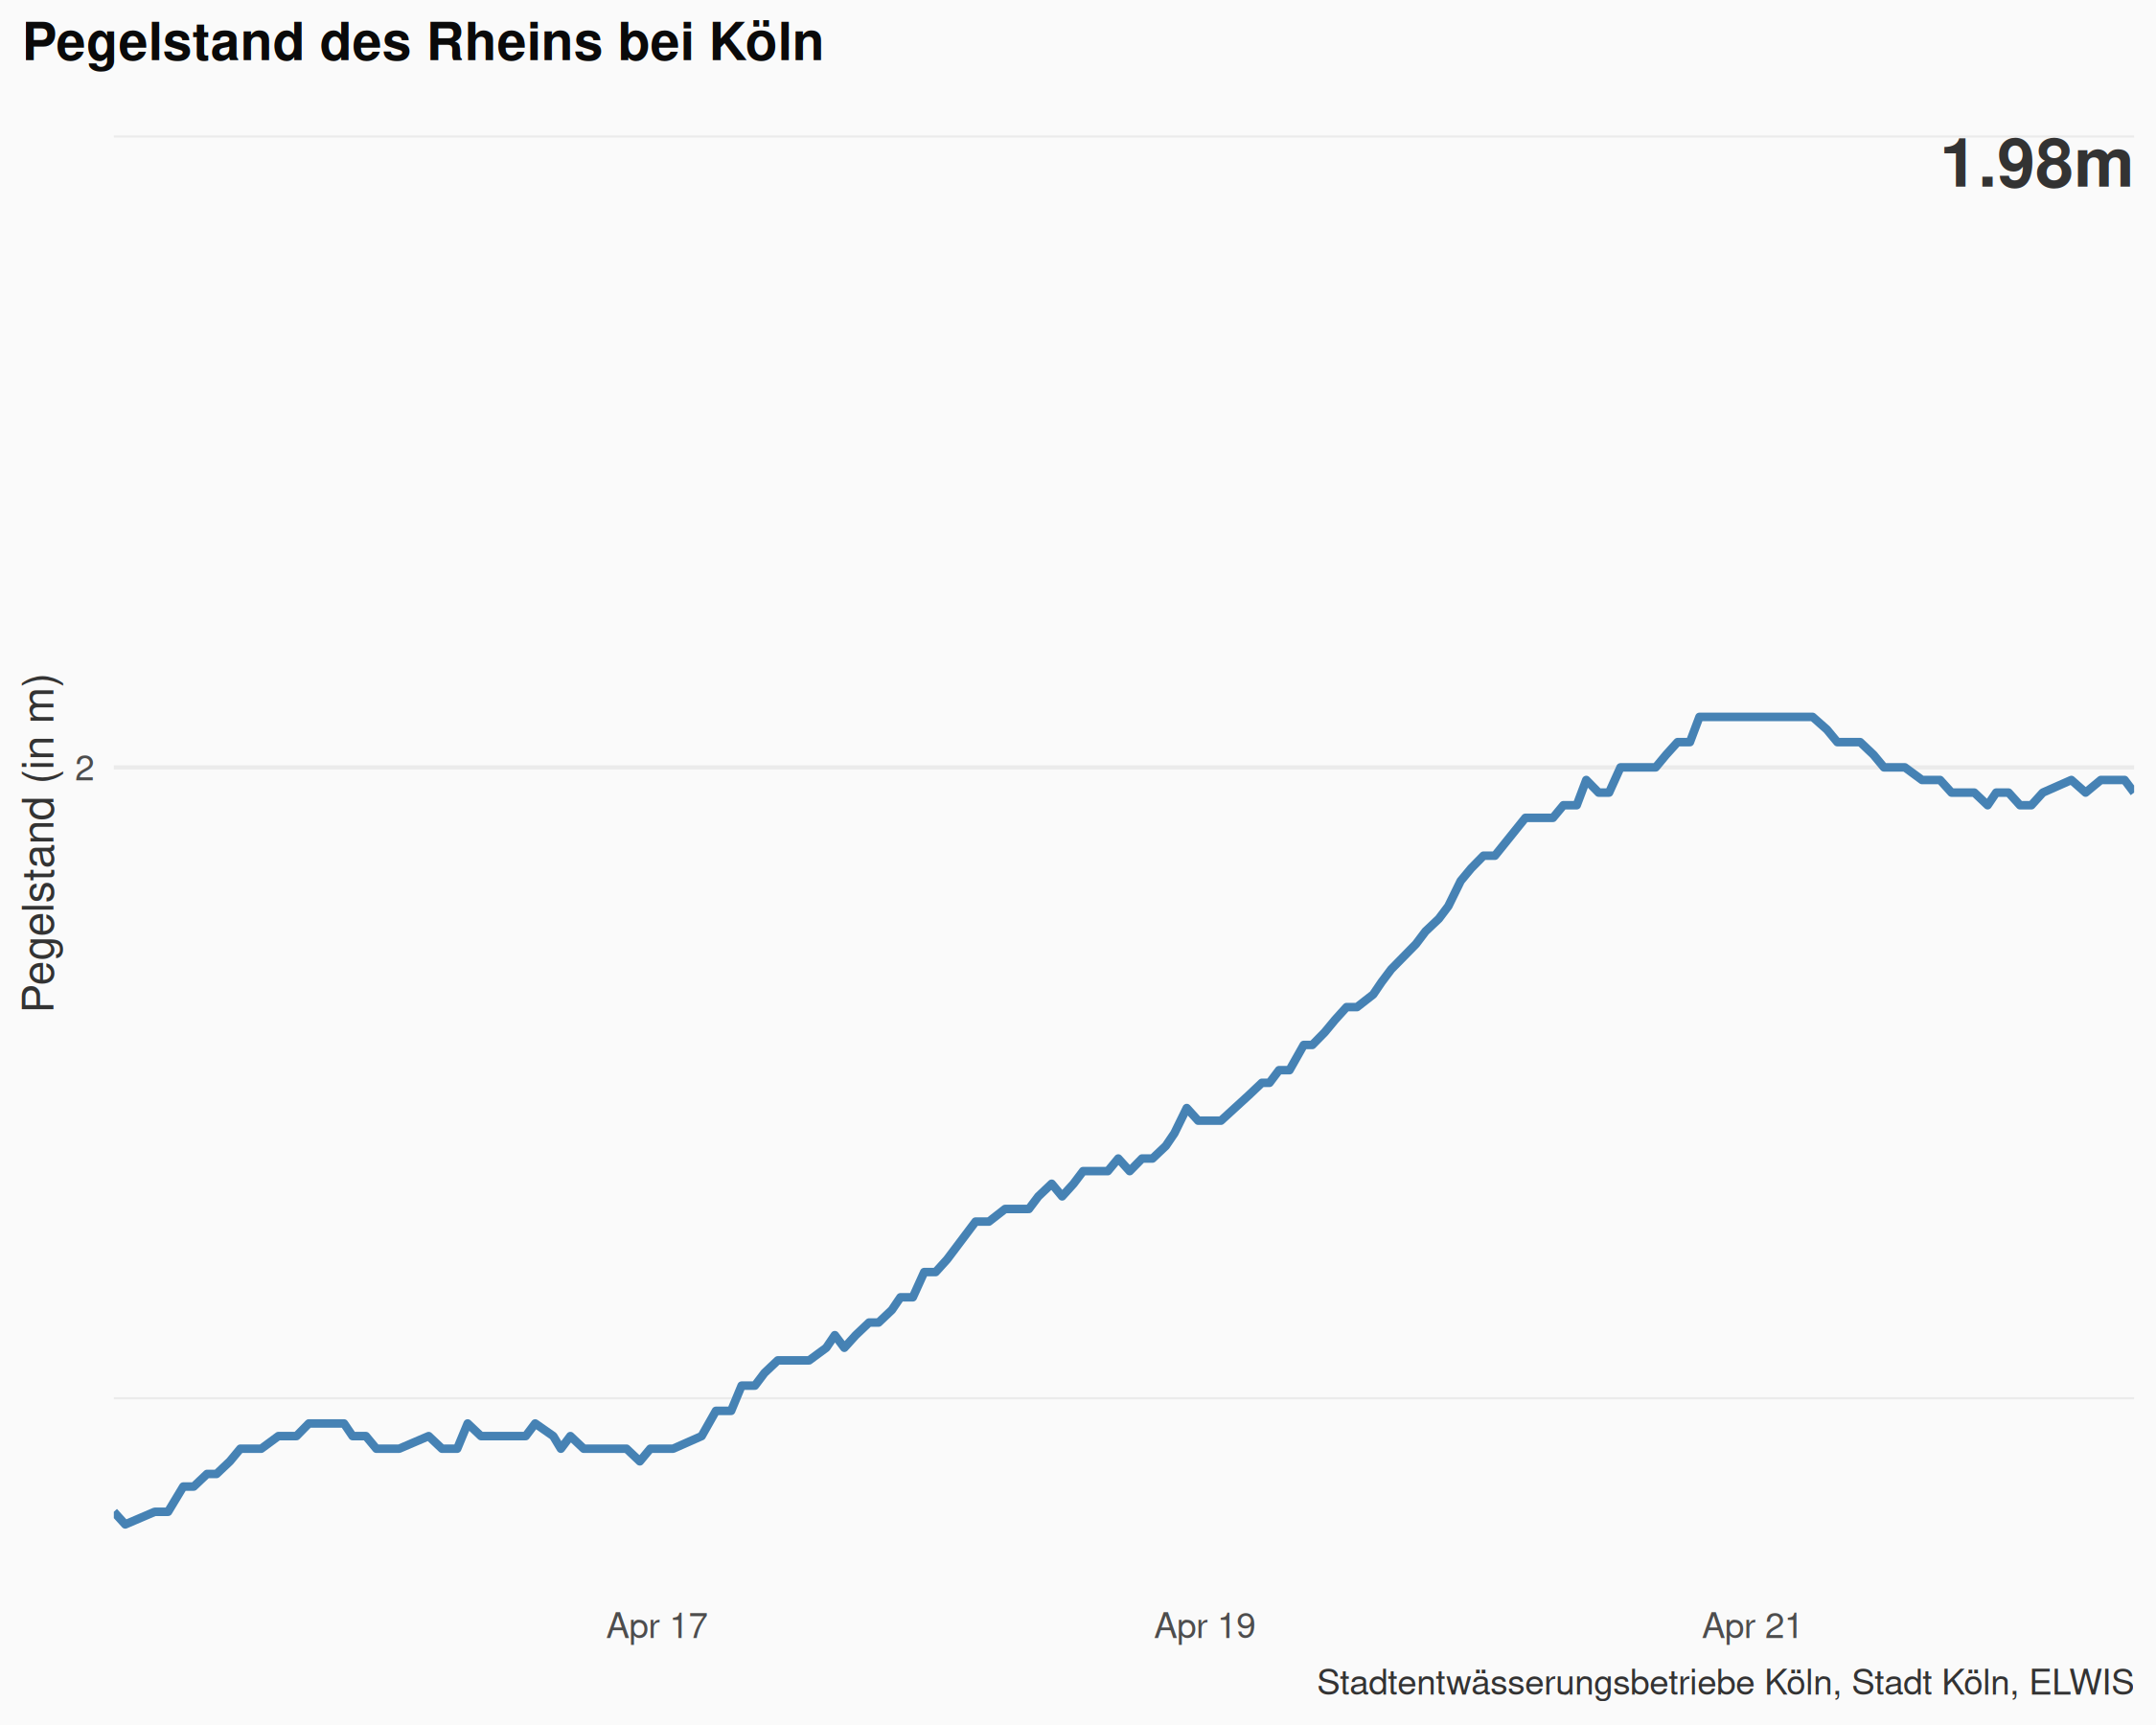 Pegelstand des Rheins bei Köln
1.98m
Pegelstand (in m)
2
Apr 17
Apr 19
Apr 21
Stadtentwässerungsbetriebe Köln, Stadt Köln, ELWIS